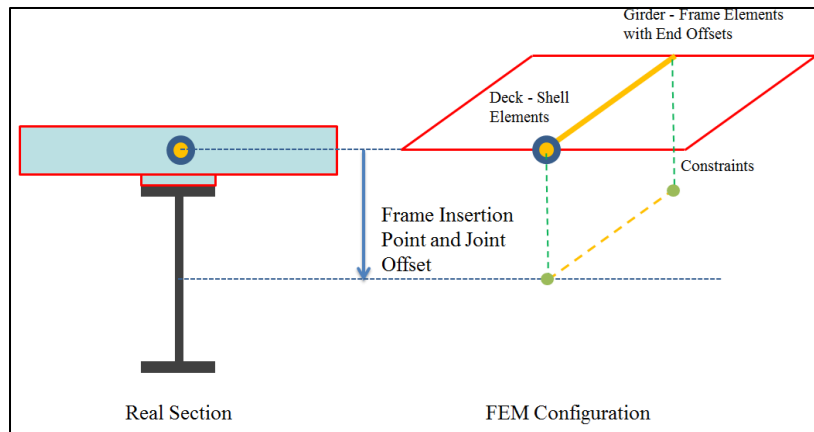 Girder - Frame Elements
with End Offsets
Deck - Shell
Elements
Constraints
Frame Insertion
Point and Joint
Offset
Real Section
FEM Configuration